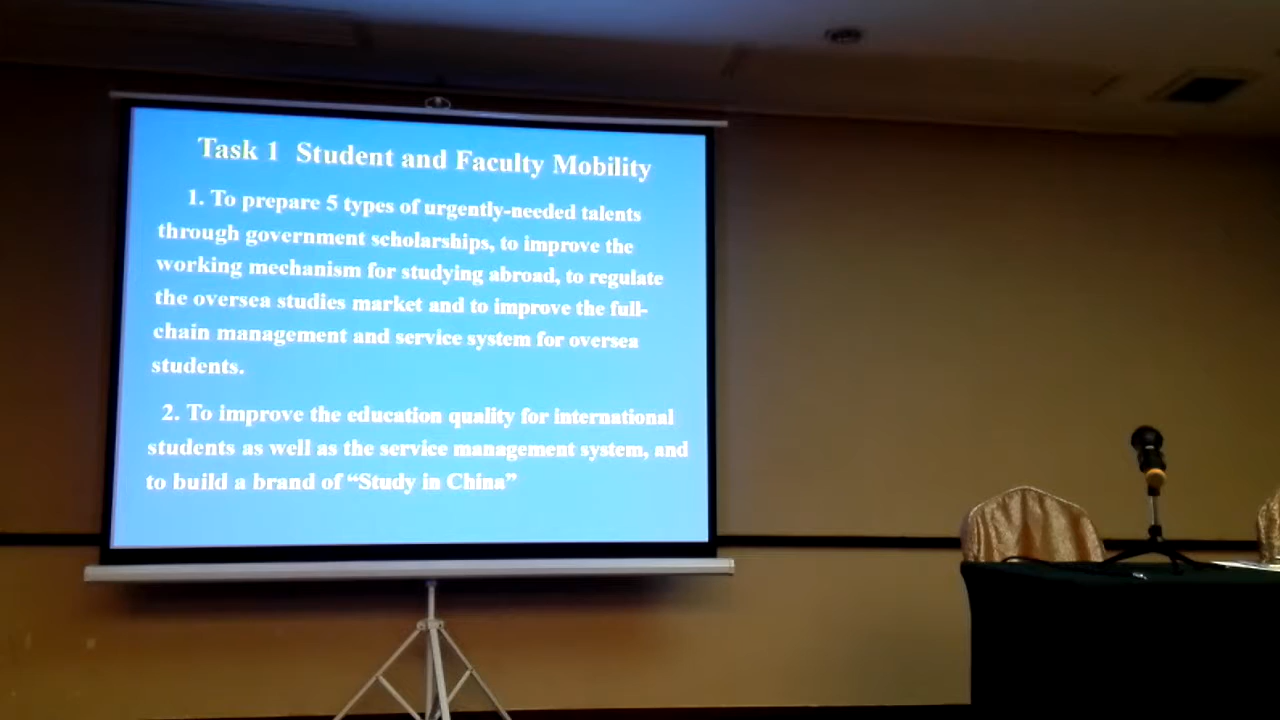 Task 1 Student and Faculty Mobility
1. To prepare 5 types of urgently-needed talents
through government scholarships, to improve the
working mechanism for studying abroad, to regulate
the oversea studies market and to improve the full-
chain management and service system for oversea
students.
2. To improve the education quality for international
students as well as the service management system, and
to build a brand of “Study in China”